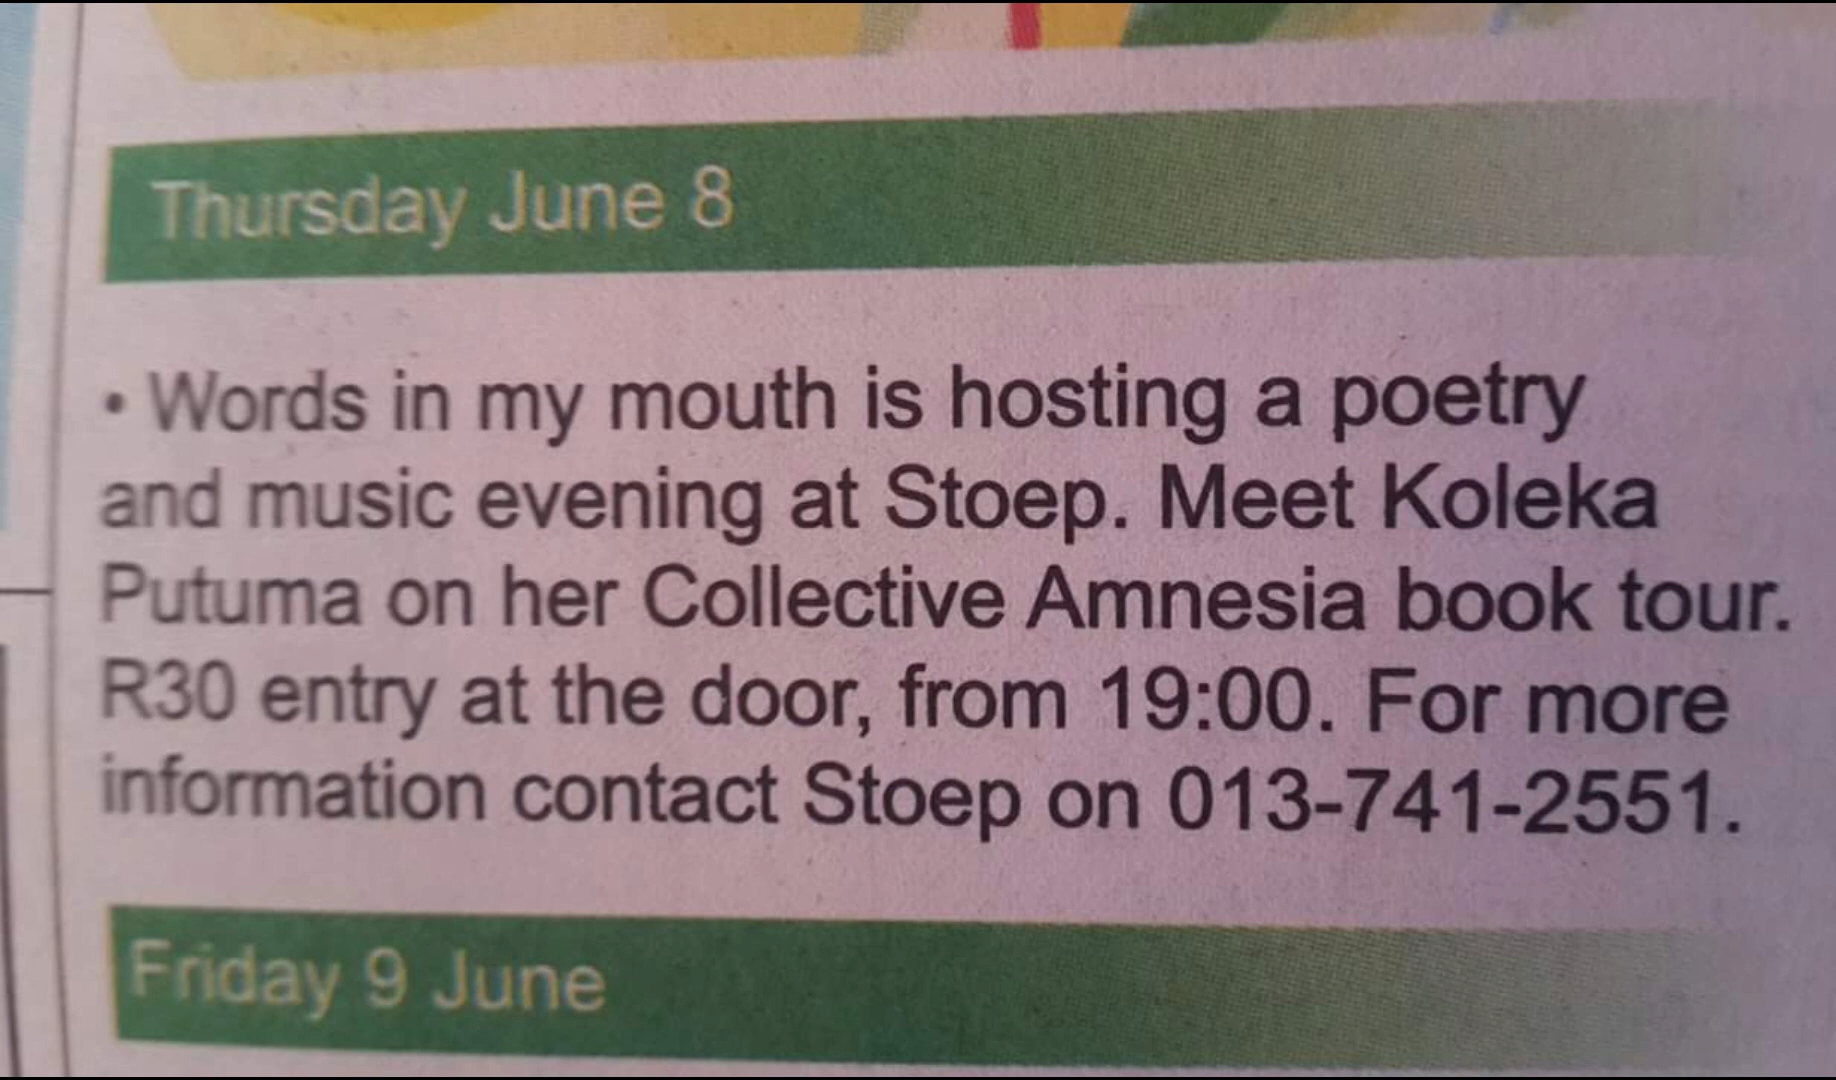 Thursday June 8
• Words in my mouth is hosting a poetry
and music evening at Stoep. Meet Koleka
Putuma on her Collective Amnesia book tour.
R30 entry at the door, from 19:00. For more
information contact Stoep on 013-741-2551.
Friday 9 June